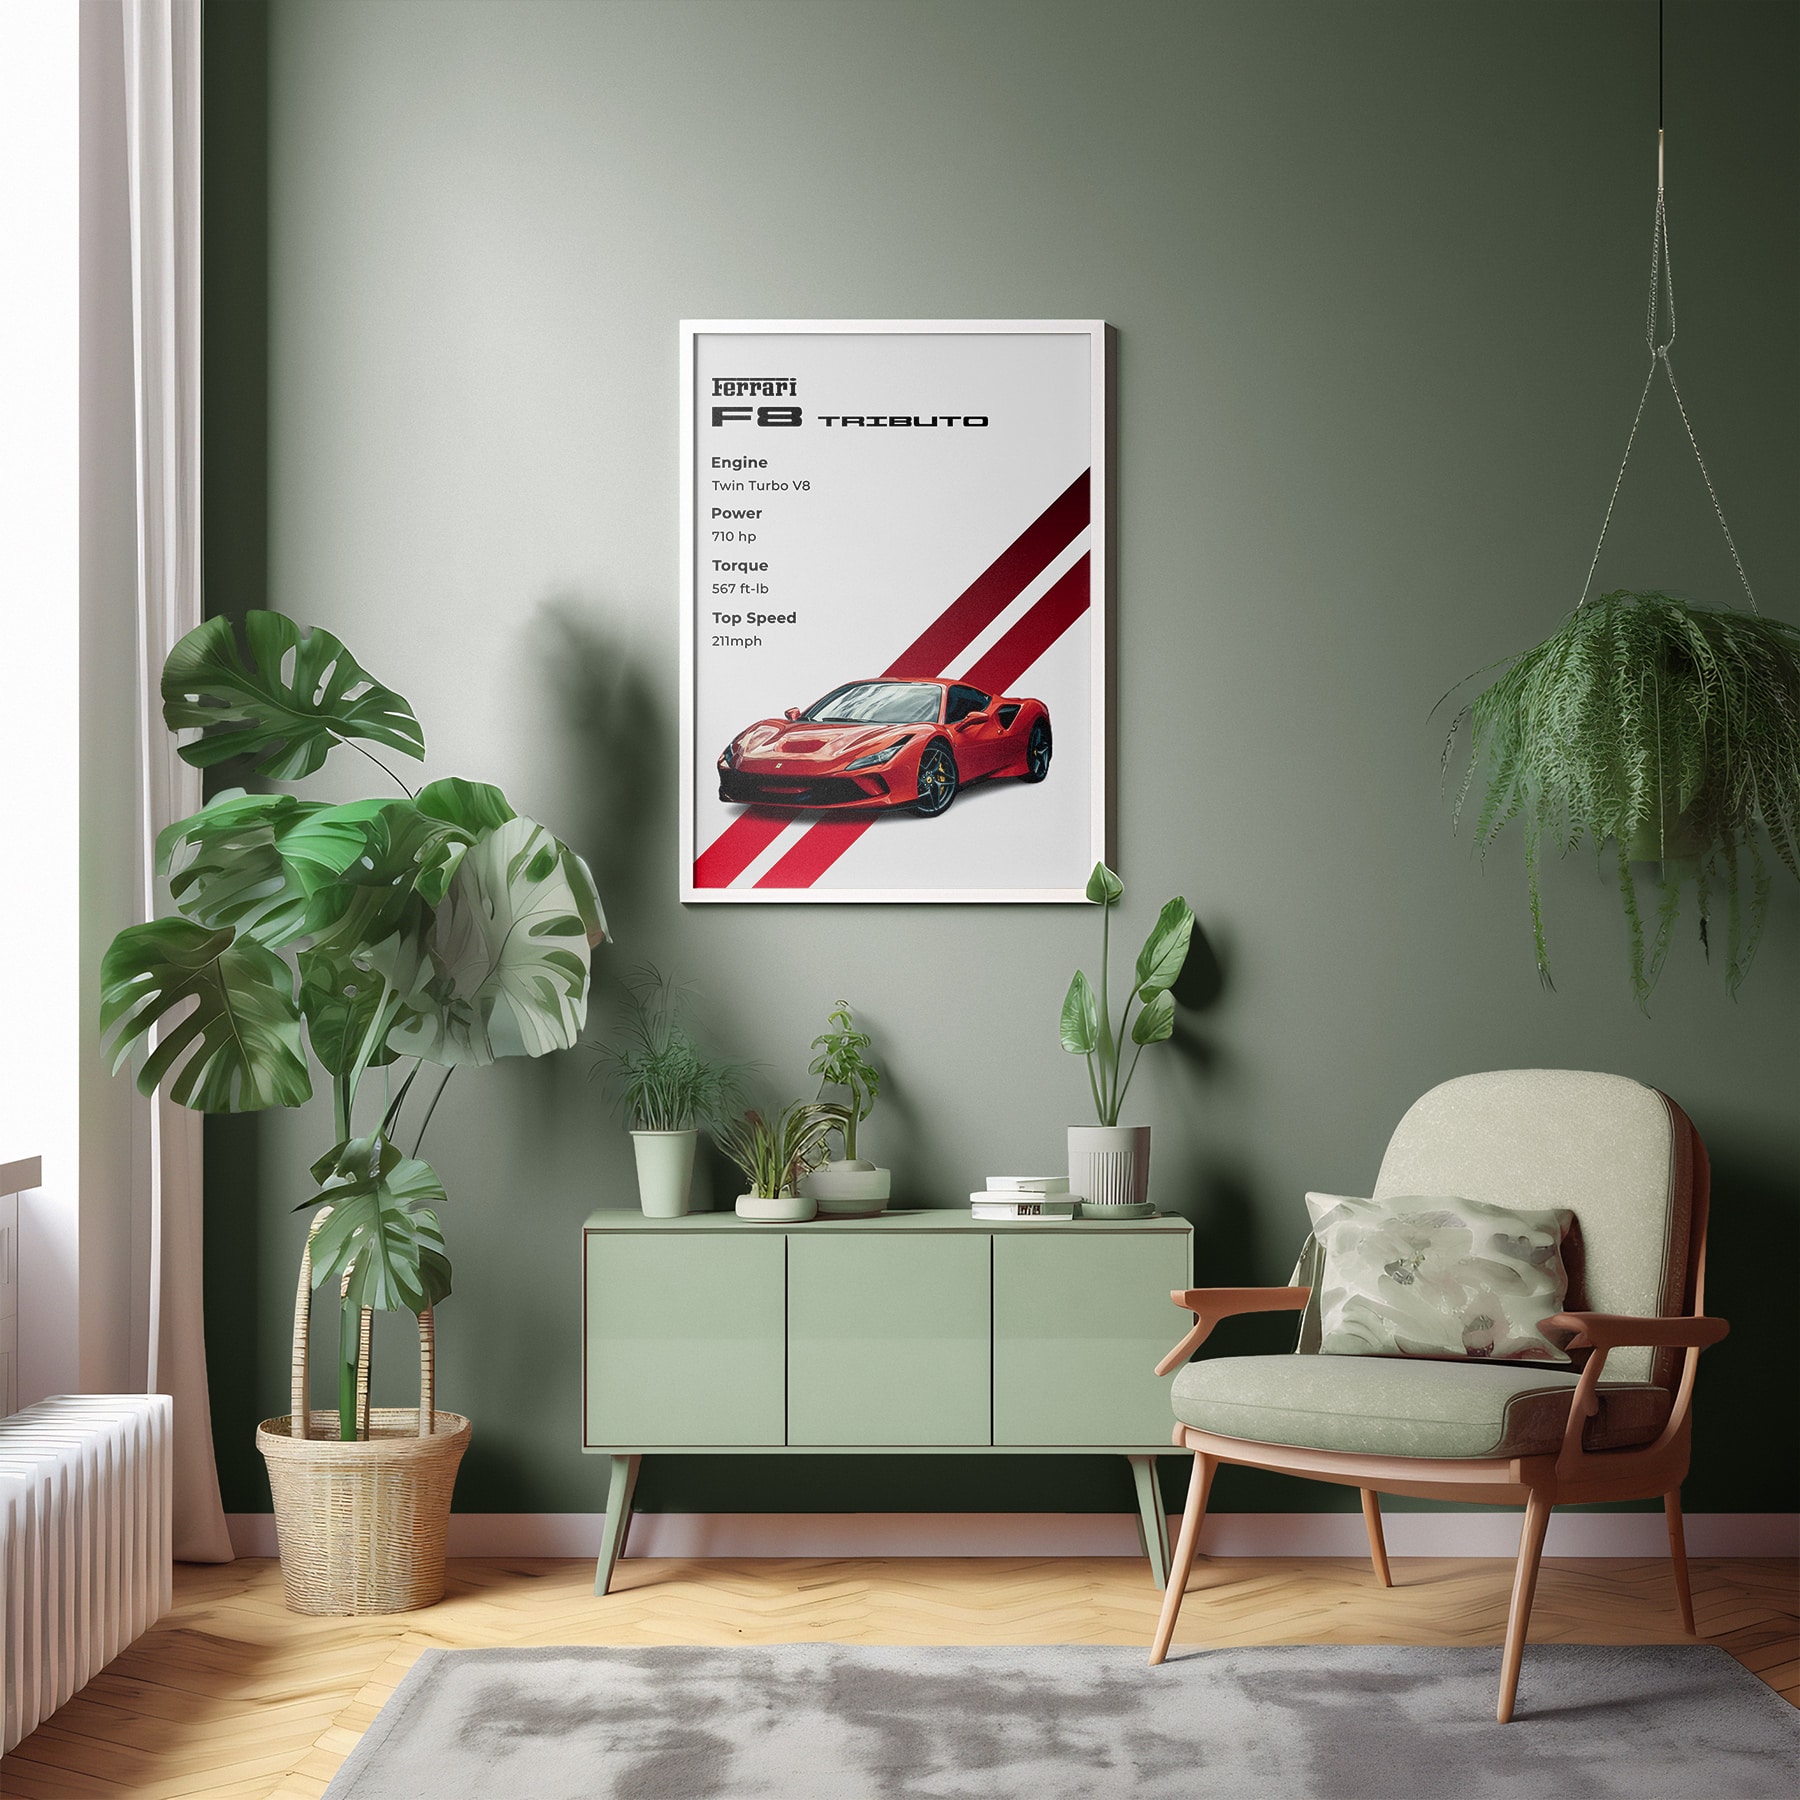 Ferrari
F8 TRIBUTO
Engine
Twin Turbo V8
Power
710 hp
Torque
567 ft-lb
Top Speed
211mph